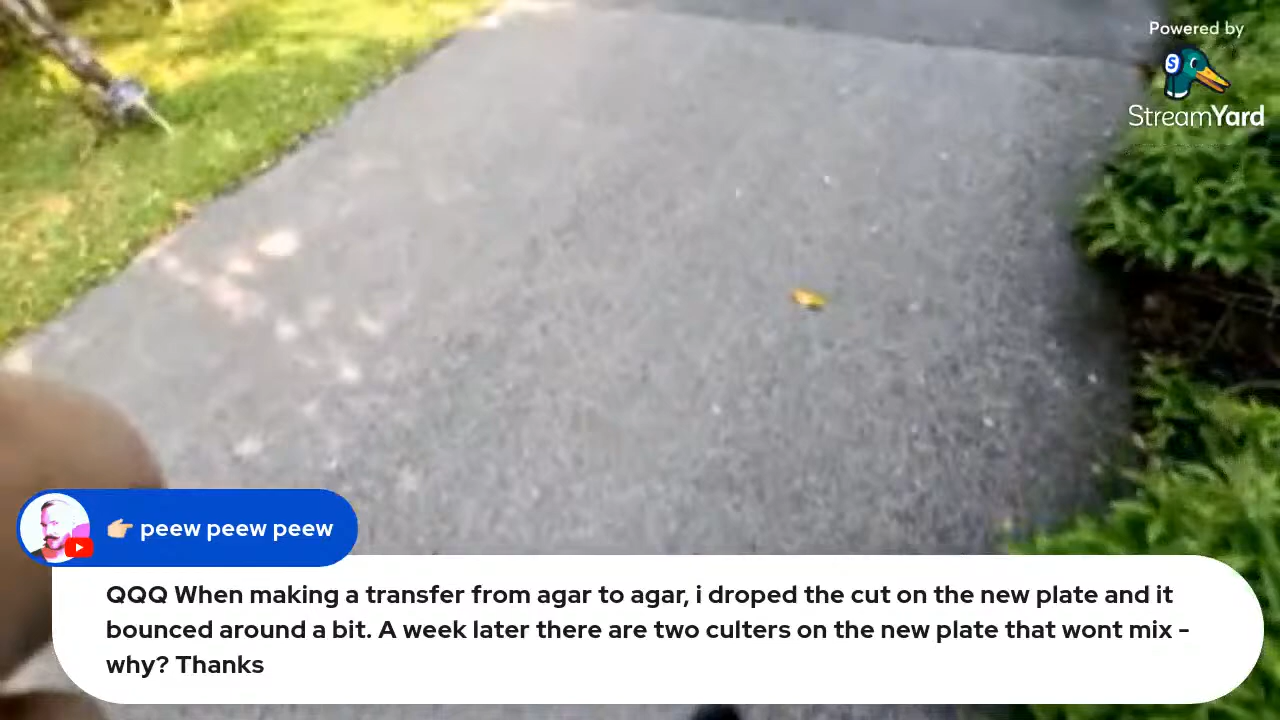 Powered by
StreamYard
👉🏼 peew peew peew
QQQ When making a transfer from agar to agar, i droped the cut on the new plate and it
bounced around a bit. A week later there are two culters on the new plate that wont mix -
why? Thanks